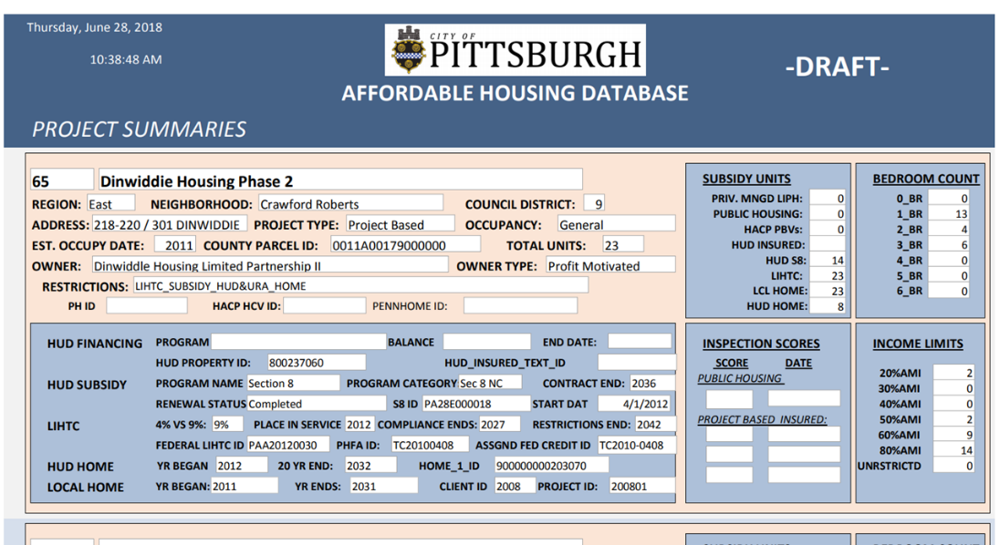 Thursday, June 28, 2018
10:38:48 AM
CITY OF
PITTSBURGH
-DRAFT-
AFFORDABLE HOUSING DATABASE
PROJECT SUMMARIES
65 Dinwiddie Housing Phase 2
REGION: East NEIGHBORHOOD: Crawford Roberts COUNCIL DISTRICT: 9
ADDRESS: 218-220 / 301 DINWIDDIE PROJECT TYPE: Project Based OCCUPANCY: General
EST. OCCUPY DATE: 2011 COUNTY PARCEL ID: 0011A00179000000 TOTAL UNITS: 23
OWNER: Dinwiddle Housing Limited Partnership II OWNER TYPE: Profit Motivated
RESTRICTIONS: LIHTC_SUBSIDY_HUD&URA_HOME
PH ID HACP HCV ID: PENNHOME ID:
SUBSIDY UNITS
PRIV. MNGD LIPH: 0
PUBLIC HOUSING: 0
HACP PBVs: 0
HUD INSURED:
HUD S8: 14
LIHTC: 23
LCL HOME: 23
HUD HOME: 8
BEDROOM COUNT
0_BR 0
1_BR 13
2_BR 4
3_BR 6
4_BR 0
5_BR 0
6_BR 0
HUD FINANCING PROGRAM BALANCE END DATE:
HUD PROPERTY ID: 800237060 HUD_INSURED_TEXT_ID
HUD SUBSIDY PROGRAM NAME Section 8 PROGRAM CATEGORY Sec 8 NC CONTRACT END: 2036
RENEWAL STATUS Completed S8 ID PA28E000018 START DAT 4/1/2012
LIHTC 4% VS 9%: 9% PLACE IN SERVICE 2012 COMPLIANCE ENDS: 2027 RESTRICTIONS END: 2042
FEDERAL LIHTC ID PAA20120030 PHFA ID: TC20100408 ASSGND FED CREDIT ID TC2010-0408
HUD HOME YR BEGAN 2012 20 YR END: 2032 HOME_1_ID 900000000203070
LOCAL HOME YR BEGAN: 2011 YR ENDS: 2031 CLIENT ID 2008 PROJECT ID: 200801
INSPECTION SCORES
SCORE DATE
PUBLIC HOUSING
PROJECT BASED INSURED:
INCOME LIMITS
20%AMI 2
30%AMI 0
40%AMI 0
50%AMI 2
60%AMI 9
80%AMI 14
UNRSTRICTD 0